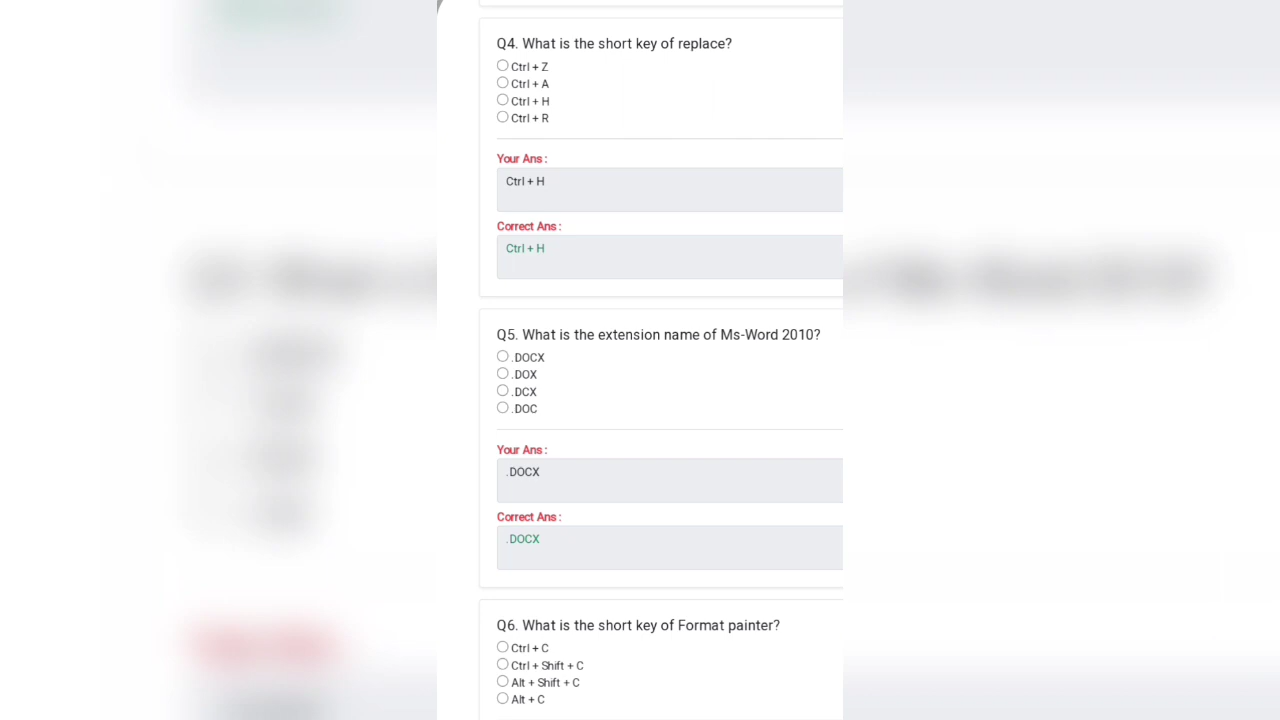 Q4. What is the short key of replace?
Ctrl + Z
Ctrl + A
Ctrl + H
Ctrl + R
Your Ans :
Ctrl + H
Correct Ans :
Ctrl + H
Q5. What is the extension name of Ms-Word 2010?
.DOCX
.DOX
.DCX
.DOC
Your Ans :
.DOCX
Correct Ans :
.DOCX
Q6. What is the short key of Format painter?
Ctrl + C
Ctrl + Shift + C
Alt + Shift + C
Alt + C